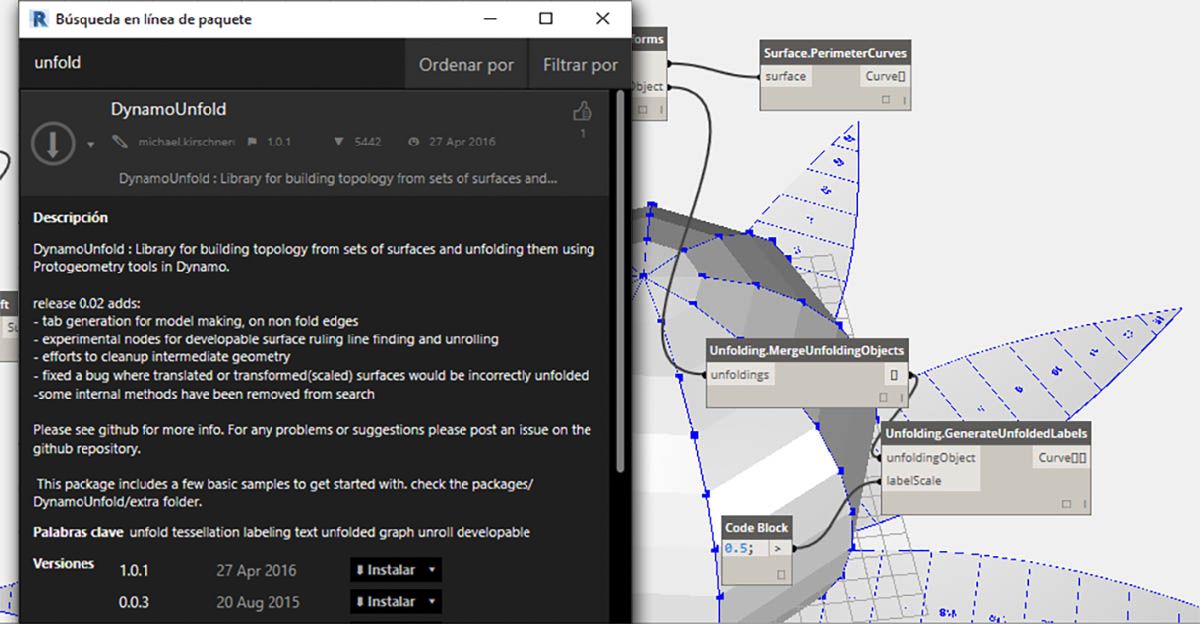 Búsqueda en línea de paquete
unfold
Ordenar por
Filtrar por
DynamoUnfold
michael.kirschner
1.0.1
5442
27 Apr 2016
1
DynamoUnfold : Library for building topology from sets of surfaces and...
Descripción
DynamoUnfold : Library for building topology from sets of surfaces and unfolding them using
Protogeometry tools in Dynamo.
release 0.02 adds:
- tab generation for model making, on non fold edges
- experimental nodes for developable surface ruling line finding and unrolling
- efforts to cleanup intermediate geometry
- fixed a bug where translated or transformed(scaled) surfaces would be incorrectly unfolded
-some internal methods have been removed from search
Please see github for more info. For any problems or suggestions please post an issue on the
github repository.
This package includes a few basic samples to get started with. check the packages/
DynamoUnfold/extra folder.
Palabras clave unfold tessellation labeling text unfolded graph unroll developable
Versiones
1.0.1 27 Apr 2016 Instalar
0.0.3 20 Aug 2015 Instalar
orms
bject
Surface.PerimeterCurves
surface Curve[]
Unfolding.MergeUnfoldingObjects
unfoldings []
Unfolding.GenerateUnfoldedLabels
unfoldingObject Curve[][]
labelScale
Code Block
0.5; >
ft
Su